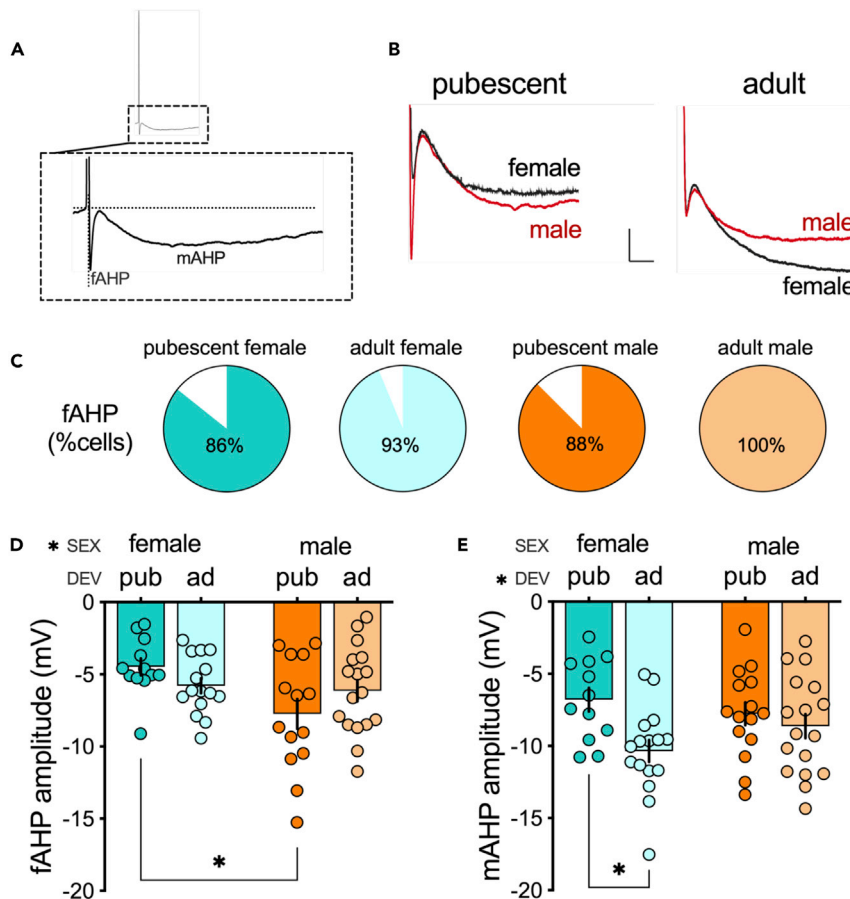 A
fAHP
mAHP
B
pubescent
adult
female
male
male
female
C
pubescent female
adult female
pubescent male
adult male
fAHP
(%cells)
86%
93%
88%
100%
D
* SEX
female
male
DEV
pub
ad
pub
ad
fAHP amplitude (mV)
0
-5
-10
-15
-20
*
E
SEX
female
male
* DEV
pub
ad
pub
ad
mAHP amplitude (mV)
0
-5
-10
-15
-20
*